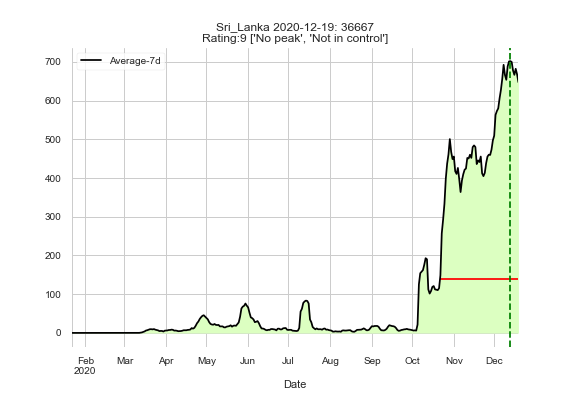 Sri_Lanka 2020-12-19: 36667
Rating:9 ['No peak', 'Not in control']
Average-7d
700
600
500
400
300
200
100
0
Feb Mar Apr May Jun Jul Aug Sep Oct Nov Dec
2020
Date